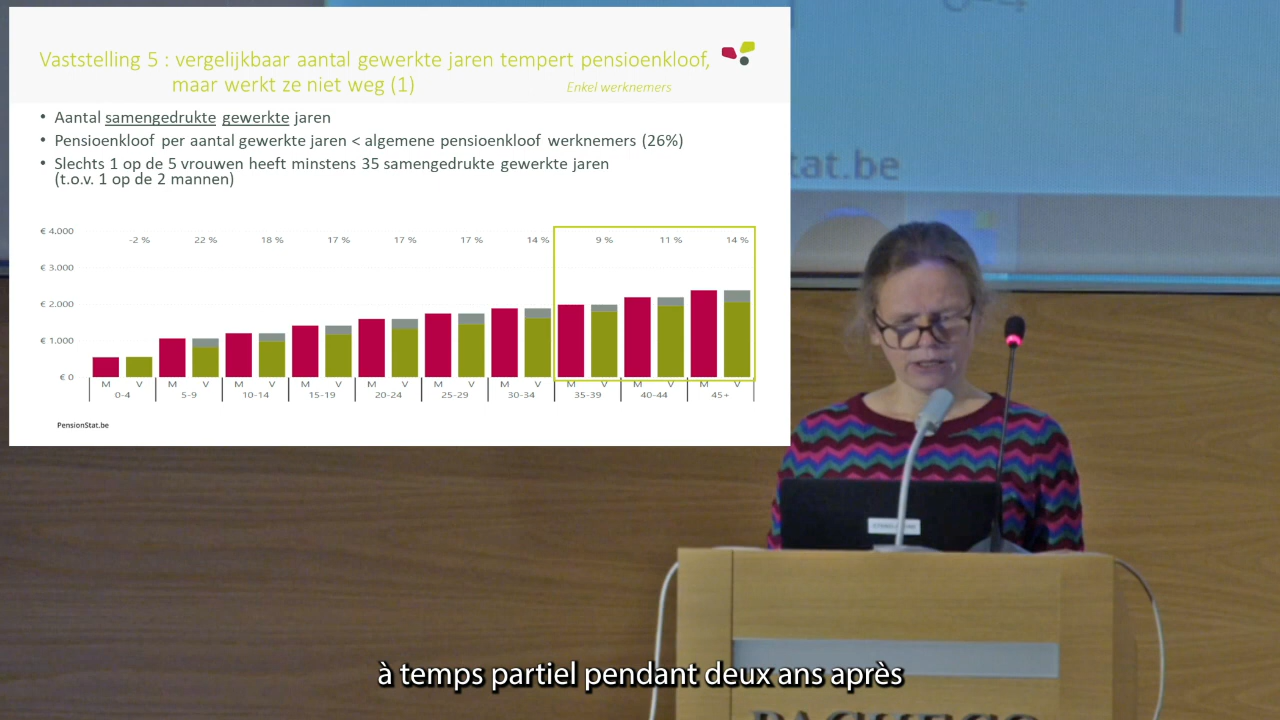 Vaststelling 5 : vergelijkbaar aantal gewerkte jaren tempert pensioenkloof,
maar werkt ze niet weg (1)
Enkel werknemers
• Aantal samengedrukte gewerkte jaren
• Pensioenkloof per aantal gewerkte jaren < algemene pensioenkloof werknemers (26%)
• Slechts 1 op de 5 vrouwen heeft minstens 35 samengedrukte gewerkte jaren
(t.o.v. 1 op de 2 mannen)
€ 4.000
-2 % 22 % 18 % 17 % 17 % 17 % 14 % 9 % 11 % 14 %
€ 3.000
€ 2.000
€ 1.000
€ 0
M V M V M V M V M V M V M V M V M V M V
0-4 5-9 10-14 15-19 20-24 25-29 30-34 35-39 40-44 45+
PensionStat.be
tat.be
à temps partiel pendant deux ans après
PACHECO